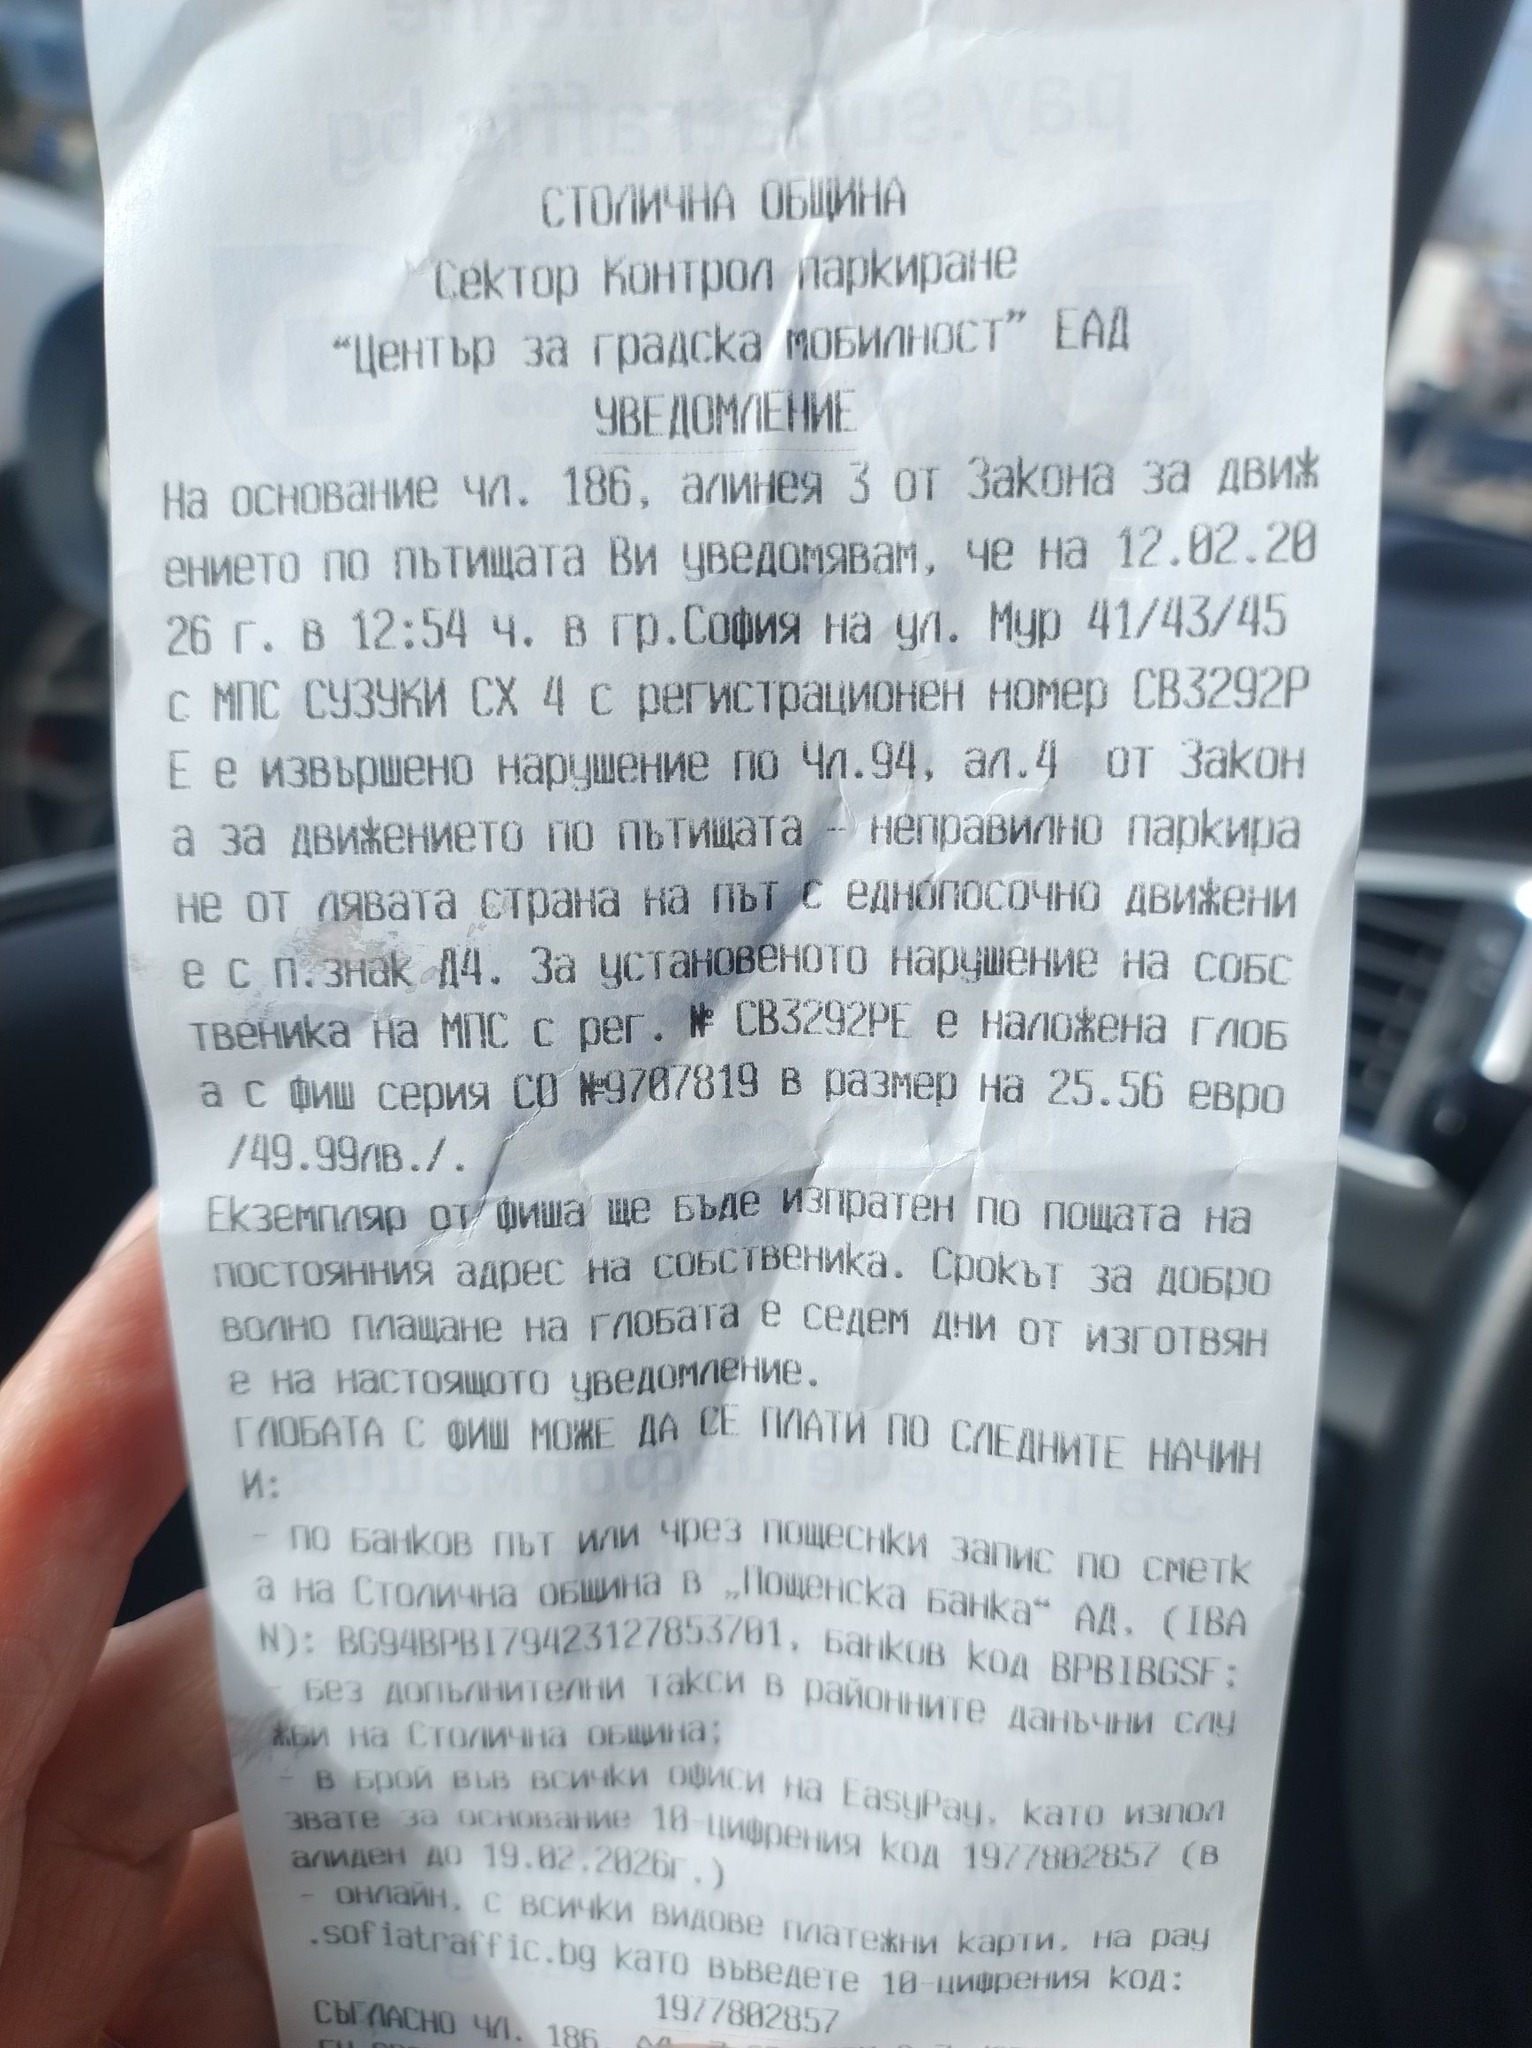 СТОЛИЧНА ОБЩИНА
Сектор Контрол паркиране
“Център за градска мобилност” ЕАД
УВЕДОМЛЕНИЕ
На основание чл. 186, алинея 3 от Закона за движ
ението по пътищата Ви уведомявам, че на 12.02.20
26 г. в 12:54 ч. в гр.София на ул. Мур 41/43/45
с МПС СУЗУКИ СХ 4 с регистрационен номер СВ3292Р
Е е извършено нарушение по Чл.94, ал.4 от Закон
а за движението по пътищата - неправилно паркира
не от лявата страна на път с еднопосочно движени
е с п.знак Д4. За установеното нарушение на собс
твеника на МПС с рег. № СВ3292РЕ е наложена глоб
а с фиш серия СО №9707819 в размер на 25.56 евро
/49.99лв./.
Екземпляр от фиша ще бъде изпратен по пощата на
постоянния адрес на собственика. Срокът за добро
волно плащане на глобата е седем дни от изготвян
е на настоящото уведомление.
ГЛОБАТА С ФИШ МОЖЕ ДА СЕ ПЛАТИ ПО СЛЕДНИТЕ НАЧИН
И:
- по банков път или чрез пощеснки запис по сметк
а на Столична община в „Пощенска банка“ АД, (IBA
N): BG94BPBI79423127853701, банков код BPBIBGSF;
- без допълнителни такси в районните данъчни слу
жби на Столична община;
- в брой във всички офиси на EasyPay, като изпол
звате за основание 10-цифрения код 1977802857 (в
алиден до 19.02.2026г.)
- онлайн, с всички видове платежни карти, на pay
.sofiatraffic.bg като въведете 10-цифрения код:
1977802857
СЪГЛАСНО ЧЛ. 186,